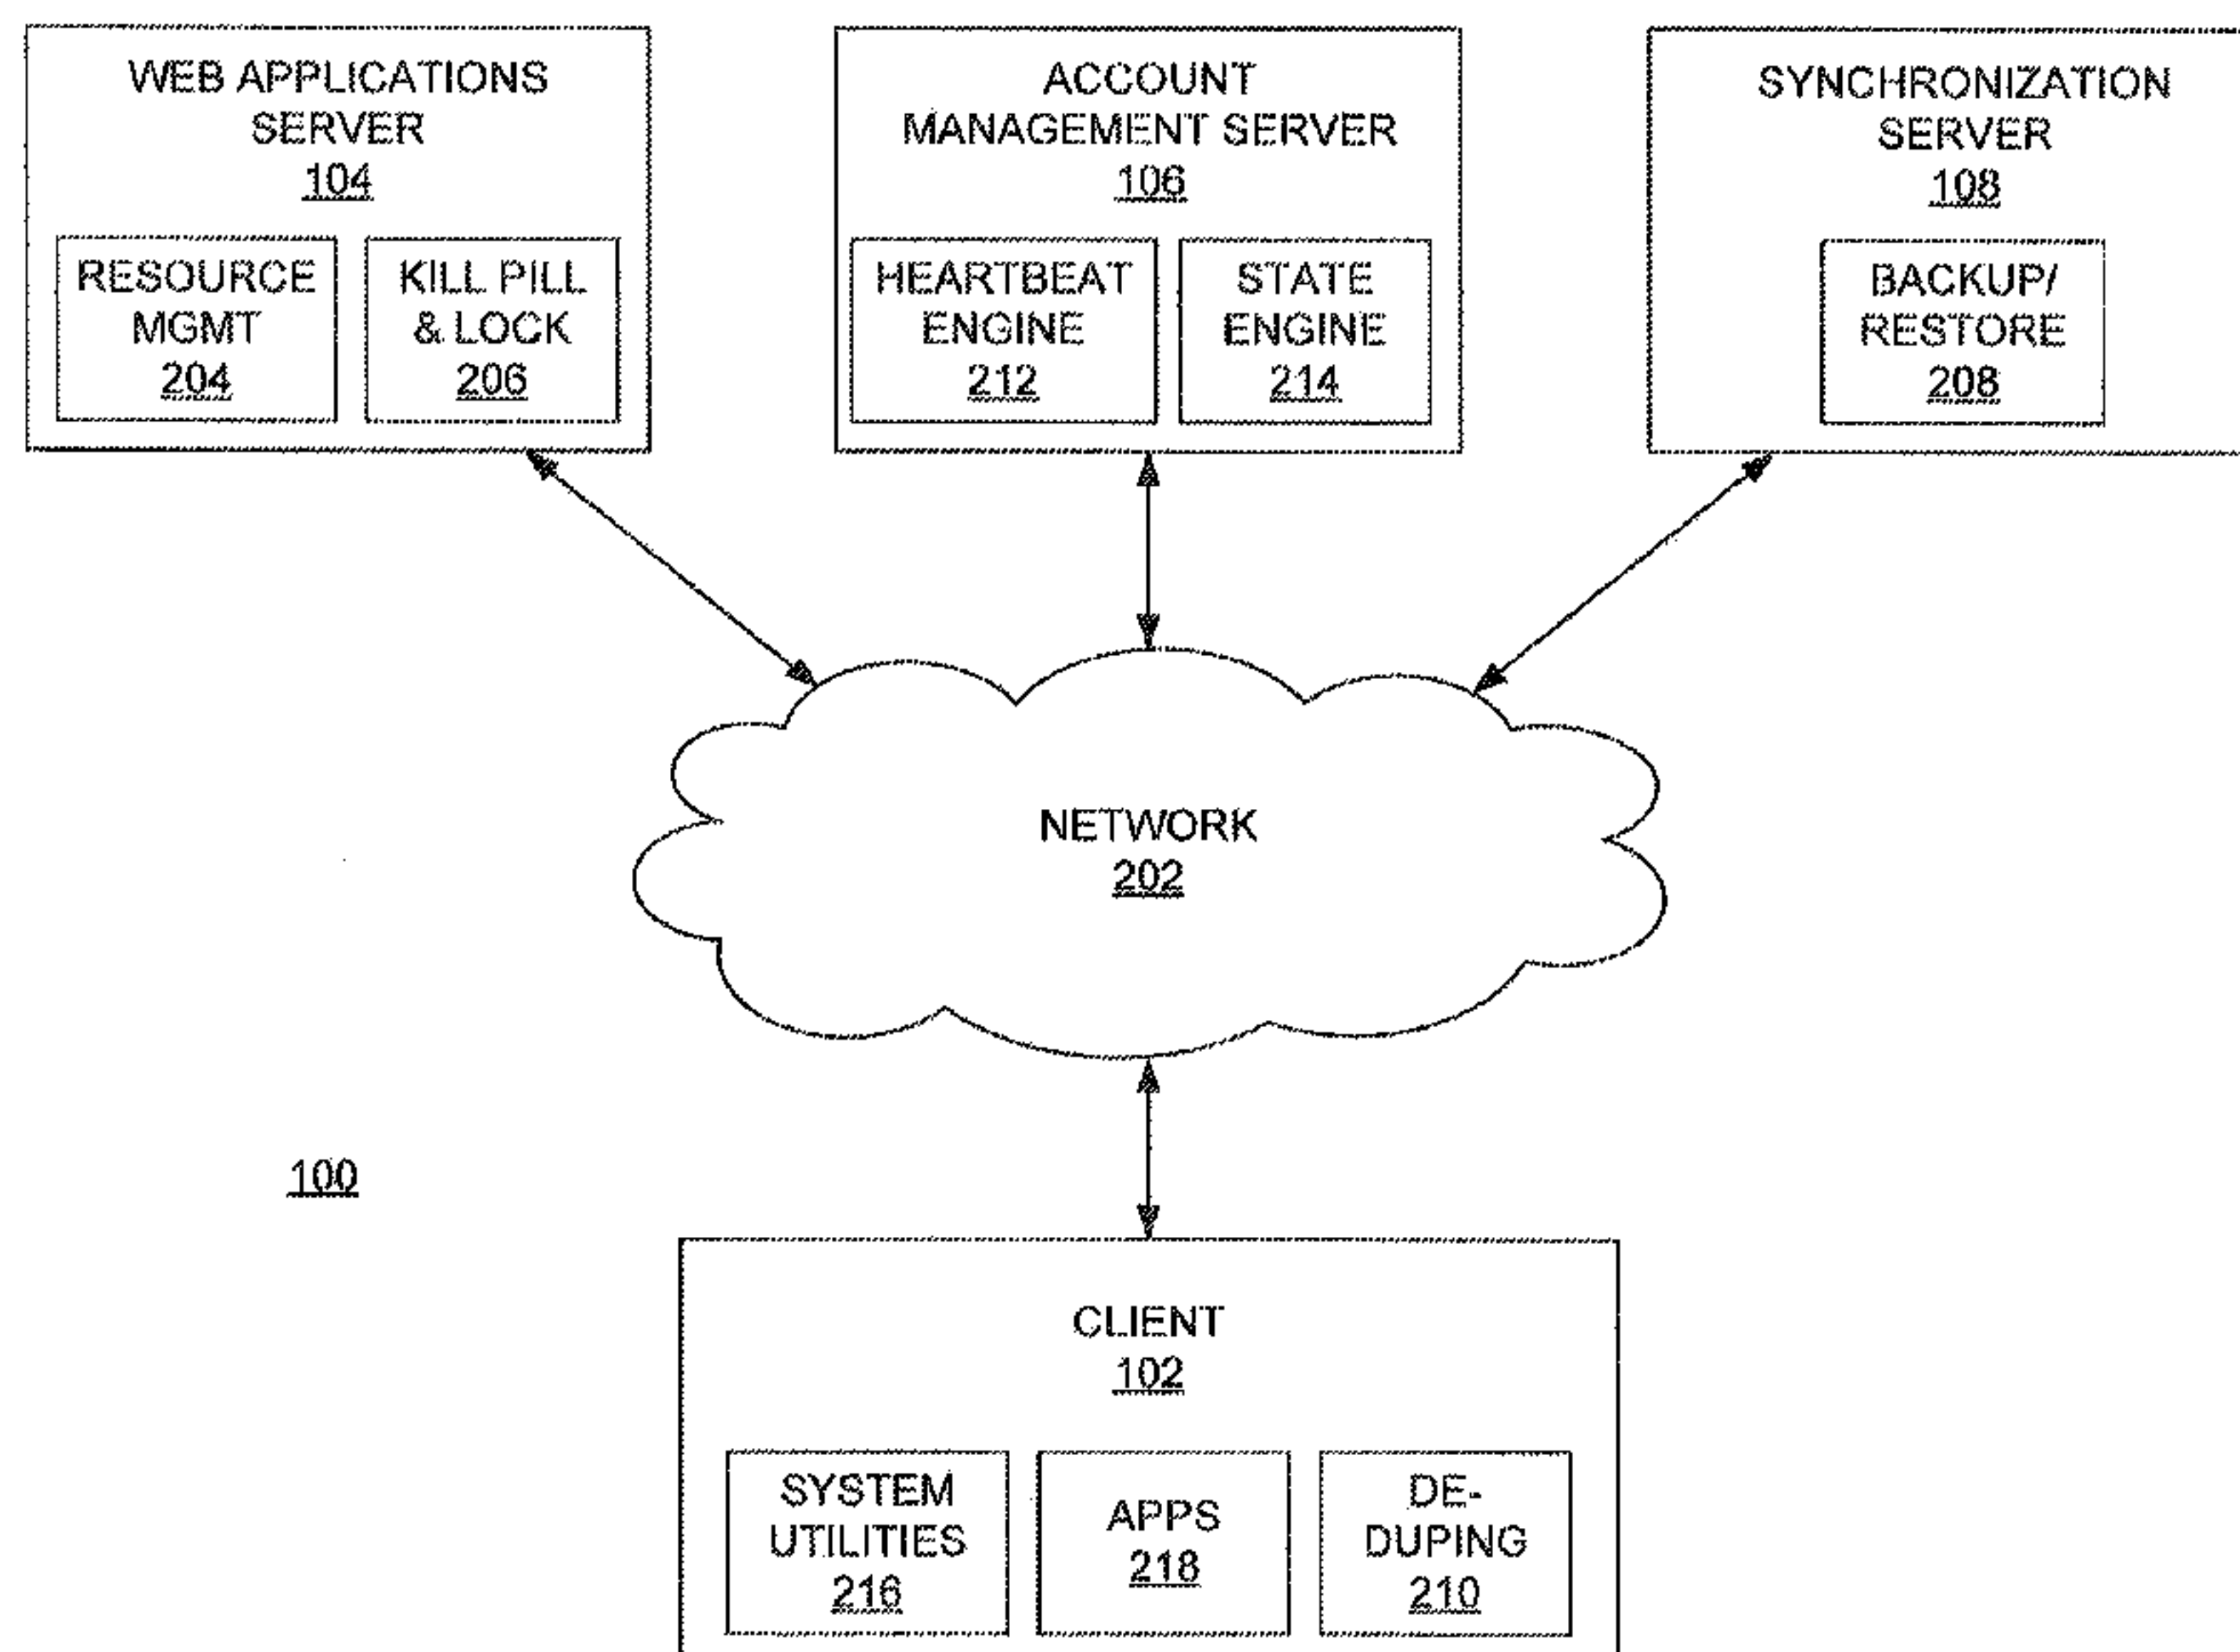 WEB APPLICATIONS
SERVER
104
RESOURCE
MGMT
204
KILL PILL
& LOCK
206
ACCOUNT
MANAGEMENT SERVER
106
HEARTBEAT
ENGINE
212
STATE
ENGINE
214
SYNCHRONIZATION
SERVER
108
BACKUP/
RESTORE
208
NETWORK
202
100
CLIENT
102
SYSTEM
UTILITIES
216
APPS
218
DE-
DUPING
210